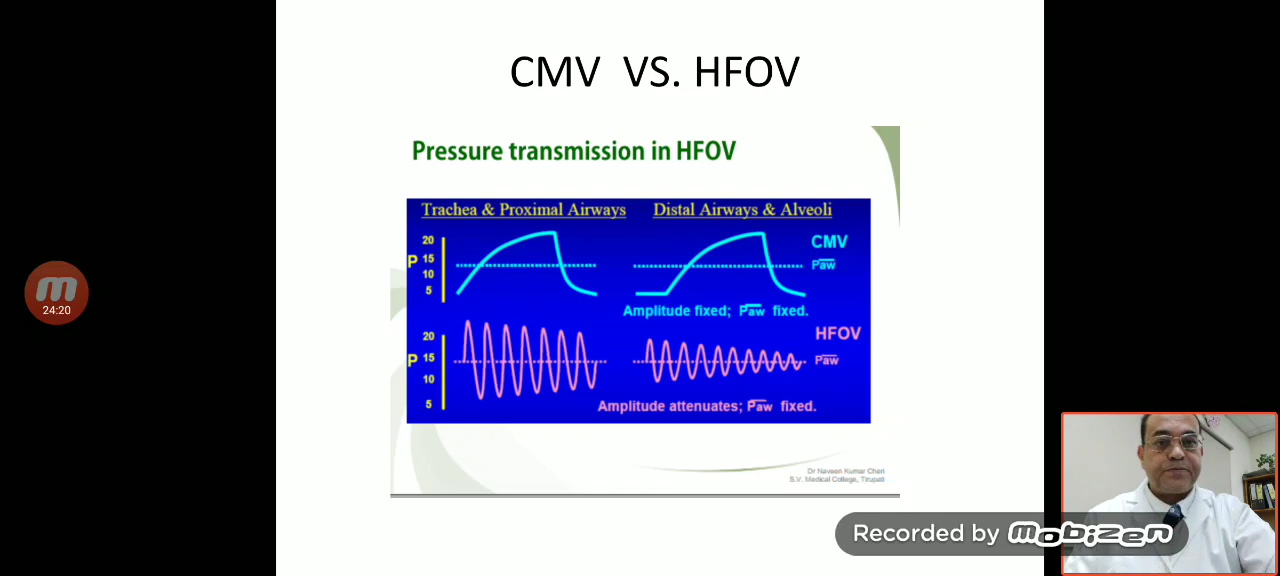 CMV VS. HFOV
Pressure transmission in HFOV
Trachea & Proximal Airways
Distal Airways & Alveoli
20
P 15
10
5
CMV
Paw
Amplitude fixed; Paw fixed.
20
P 15
10
5
HFOV
Paw
Amplitude attenuates; Paw fixed.
Dr Naveen Kumar Cheri
S.V. Medical College, Tirupati
24:20
Recorded by mobizen